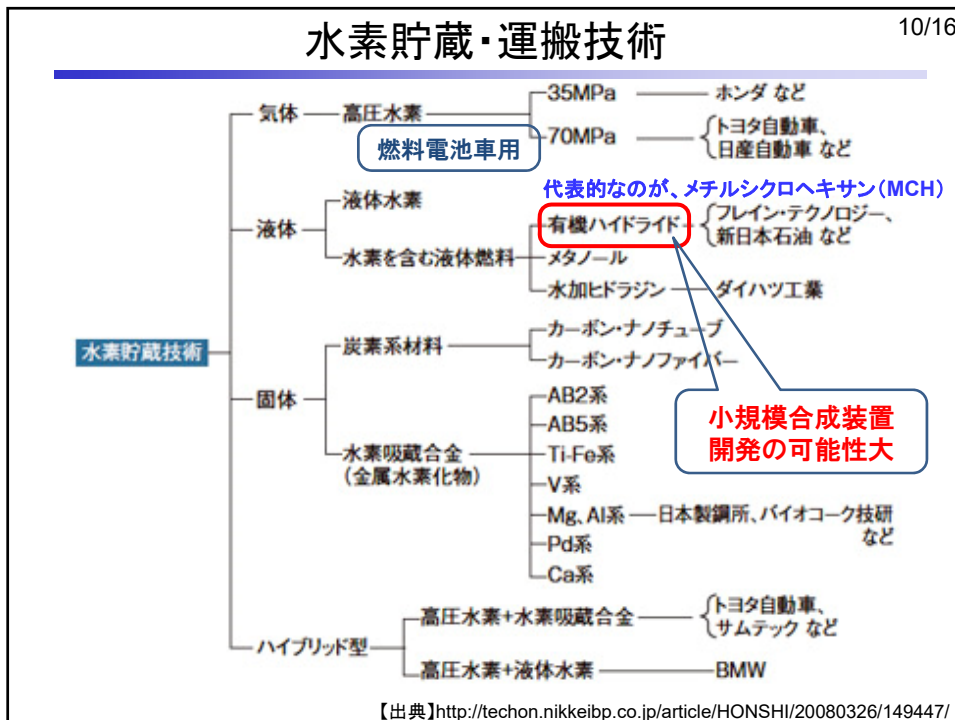 水素貯蔵・運搬技術
10/16
水素貯蔵技術
気体
高圧水素
35MPa
ホンダ など
70MPa
トヨタ自動車、
日産自動車 など
燃料電池車用
代表的なのが、メチルシクロヘキサン(MCH)
液体
液体水素
水素を含む液体燃料
有機ハイドライド
フレイン・テクノロジー、
新日本石油 など
メタノール
水加ヒドラジン
ダイハツ工業
固体
炭素系材料
カーボン・ナノチューブ
カーボン・ナノファイバー
小規模合成装置
開発の可能性大
水素吸蔵合金
(金属水素化物)
AB2系
AB5系
Ti-Fe系
V系
Mg、Al系
日本製鋼所、バイオコーク技研
など
Pd系
Ca系
ハイブリッド型
高圧水素+水素吸蔵合金
トヨタ自動車、
サムテック など
高圧水素+液体水素
BMW
【出典】http://techon.nikkeibp.co.jp/article/HONSHI/20080326/149447/